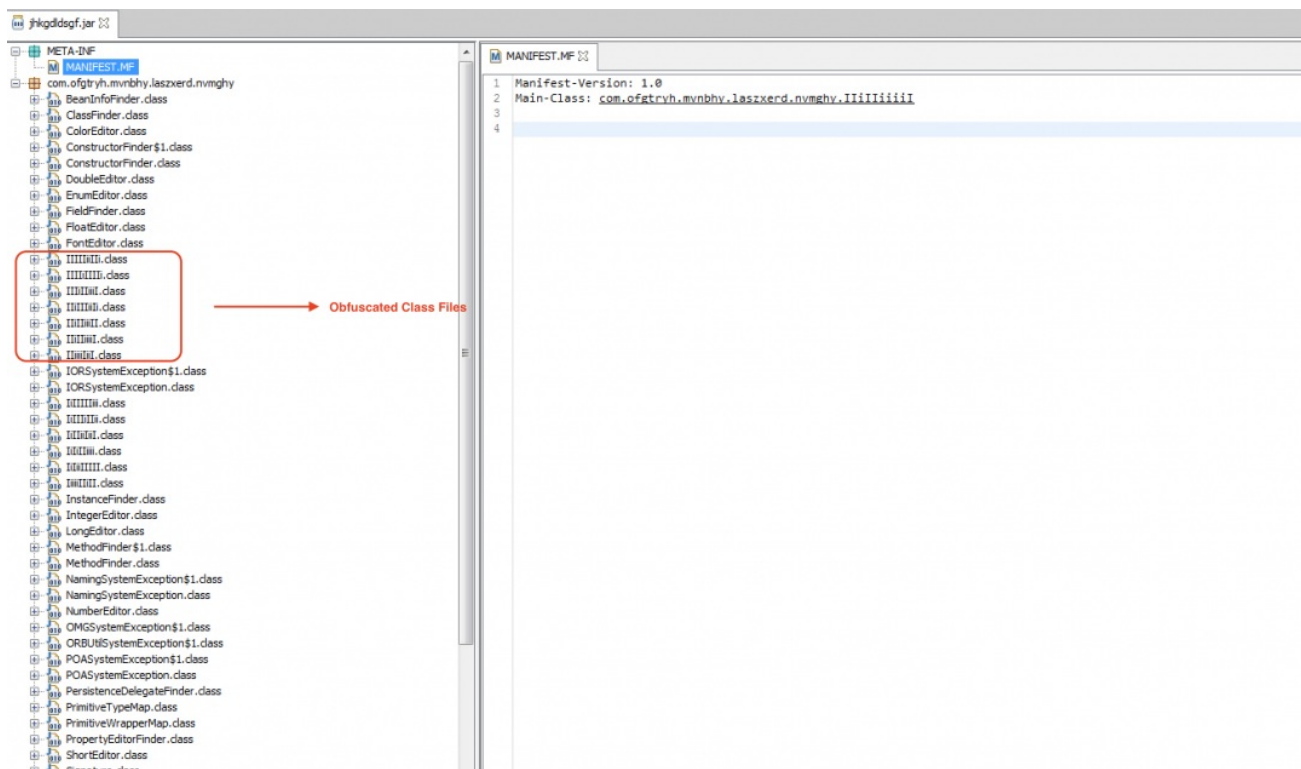 jhkgdldsgf.jar
META-INF
MANIFEST.MF
com.ofgtryh.mvnbhy.laszxerd.nvmghy
BeanInfoFinder.class
ClassFinder.class
ColorEditor.class
ConstructorFinder$1.class
ConstructorFinder.class
DoubleEditor.class
EnumEditor.class
FieldFinder.class
FloatEditor.class
FontEditor.class
Obfuscated Class Files
IORSystemException$1.class
IORSystemException.class
InstanceFinder.class
IntegerEditor.class
LongEditor.class
MethodFinder$1.class
MethodFinder.class
NamingSystemException$1.class
NamingSystemException.class
NumberEditor.class
OMGSystemException$1.class
ORBUtilSystemException$1.class
POASystemException$1.class
POASystemException.class
PersistenceDelegateFinder.class
PrimitiveTypeMap.class
PrimitiveWrapperMap.class
PropertyEditorFinder.class
ShortEditor.class
MANIFEST.MF
1 Manifest-Version: 1.0
2 Main-Class: com.ofgtryh.mvnbhy.laszxerd.nvmghy.IIiIIiiiiI
3
4